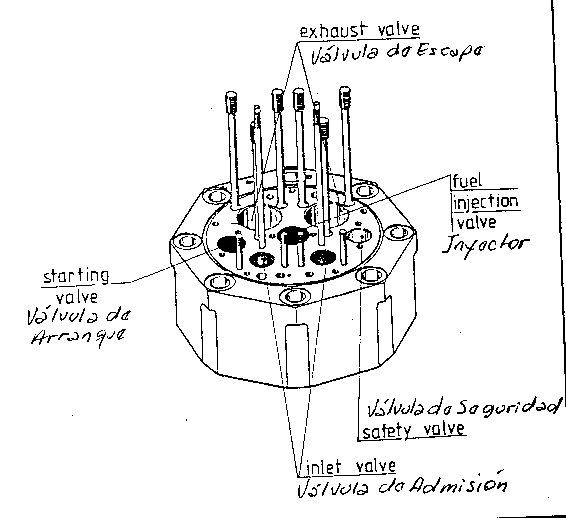 exhaust valve
Válvula de Escape
fuel
injection
valve
Inyector
starting
valve
Válvula de
Arranque
Válvula de Seguridad
safety valve
inlet valve
Válvula de Admisión